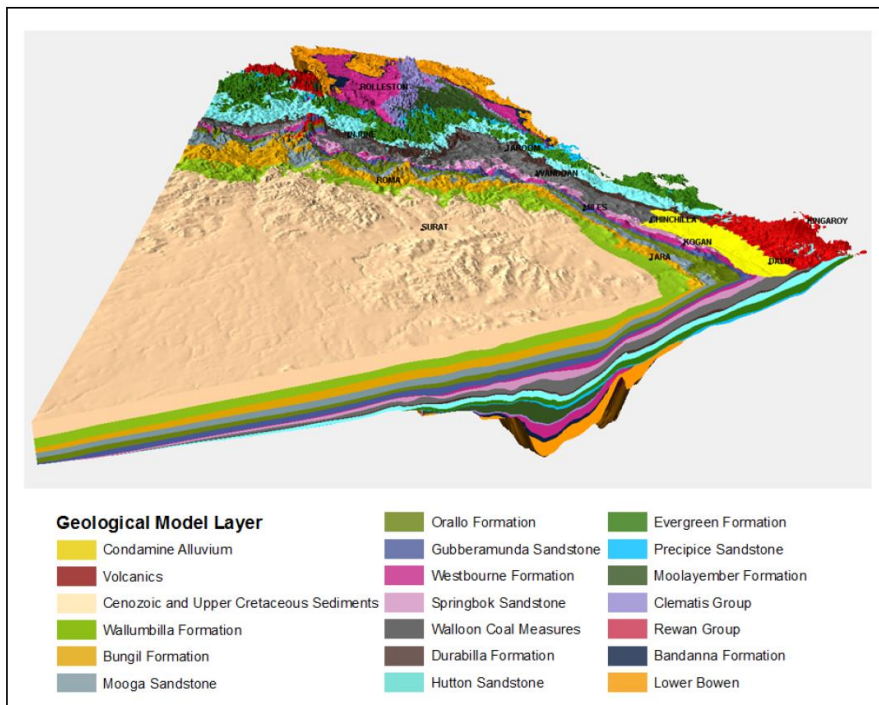 ROLLESTON
INJUNE
TAROOM
WANDOAN
ROMA
MILES
CHINCHILLA
KINGAROY
SURAT
KOGAN
TARA
DALBY
Geological Model Layer
Condamine Alluvium
Volcanics
Cenozoic and Upper Cretaceous Sediments
Wallumbilla Formation
Bungil Formation
Mooga Sandstone
Orallo Formation
Gubberamunda Sandstone
Westbourne Formation
Springbok Sandstone
Walloon Coal Measures
Durabilla Formation
Hutton Sandstone
Evergreen Formation
Precipice Sandstone
Moolayember Formation
Clematis Group
Rewan Group
Bandanna Formation
Lower Bowen